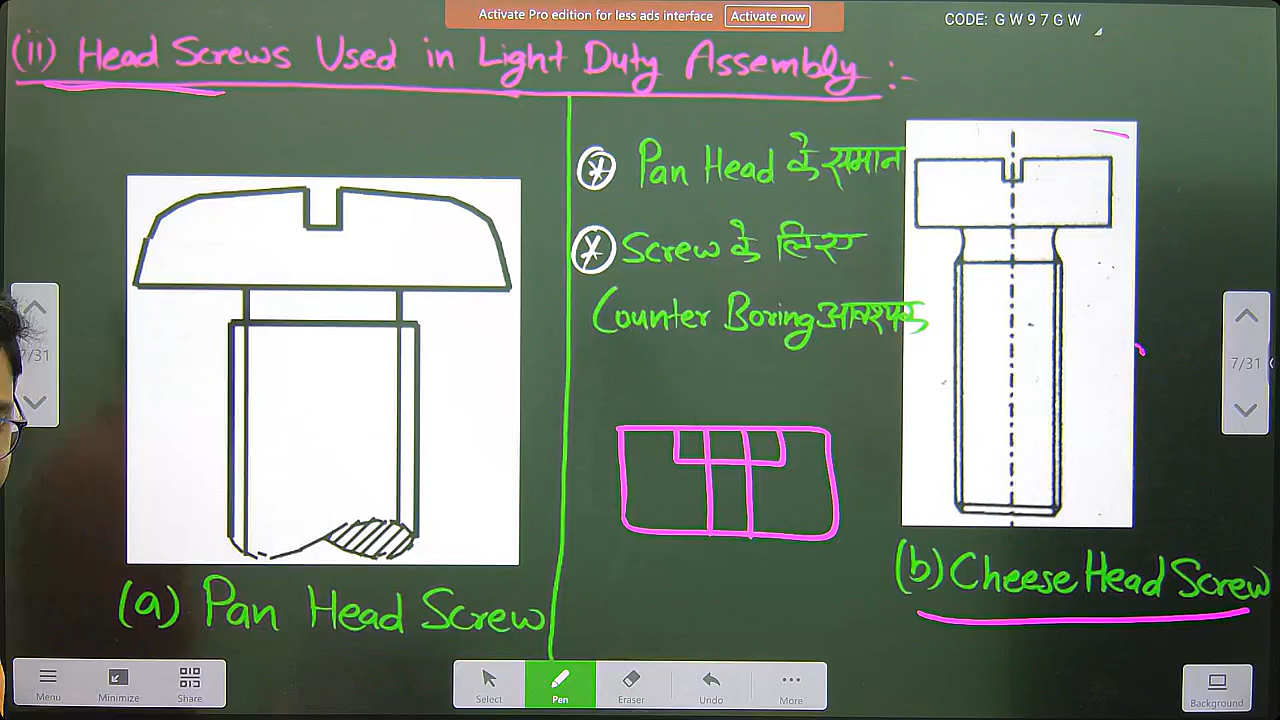 Activate Pro edition for less ads interface Activate now
CODE: G W 9 7 G W
(ii) Head Screws Used in Light Duty Assembly :-
Pan Head के समान
Screw के लिए
Counter Boring आवश्यक
7/31
7/31
(a) Pan Head Screw
(b) Cheese Head Screw
Menu Minimize Share
Select Pen Eraser Undo More
Background